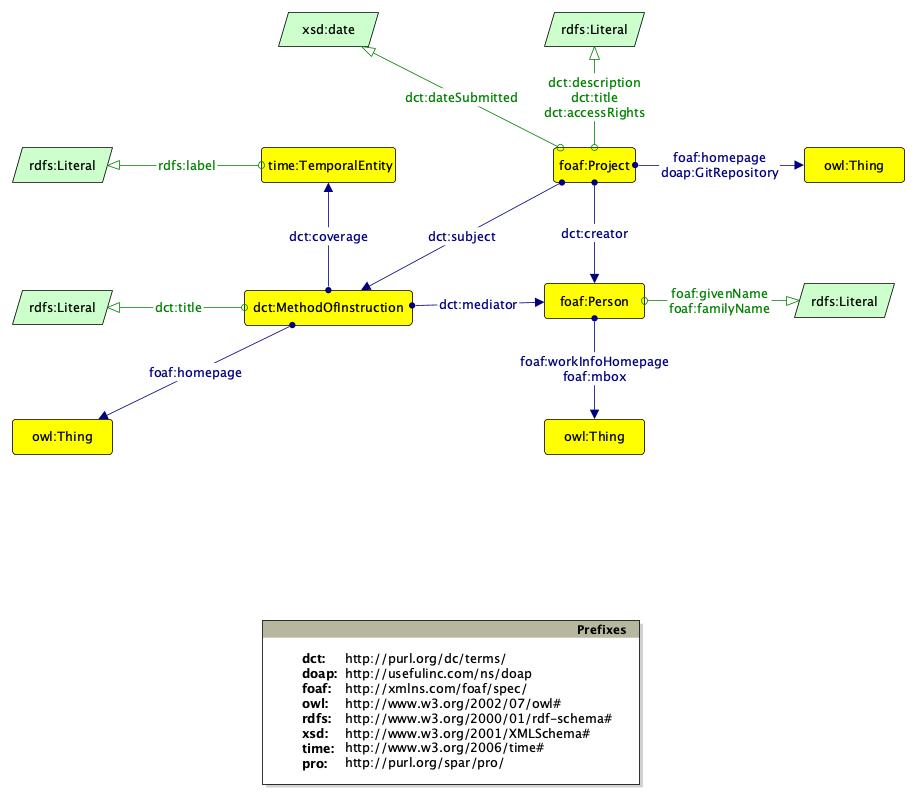 xsd:date
rdfs:Literal
dct:dateSubmitted
dct:description
dct:title
dct:accessRights
rdfs:Literal
rdfs:label
time:TemporalEntity
foaf:Project
foaf:homepage
doap:GitRepository
owl:Thing
dct:coverage
dct:subject
dct:creator
rdfs:Literal
dct:title
dct:MethodOfInstruction
dct:mediator
foaf:Person
foaf:givenName
foaf:familyName
rdfs:Literal
foaf:homepage
foaf:workInfoHomepage
foaf:mbox
owl:Thing
owl:Thing
Prefixes
dct: http://purl.org/dc/terms/
doap: http://usefulinc.com/ns/doap
foaf: http://xmlns.com/foaf/spec/
owl: http://www.w3.org/2002/07/owl#
rdfs: http://www.w3.org/2000/01/rdf-schema#
xsd: http://www.w3.org/2001/XMLSchema#
time: http://www.w3.org/2006/time#
pro: http://purl.org/spar/pro/